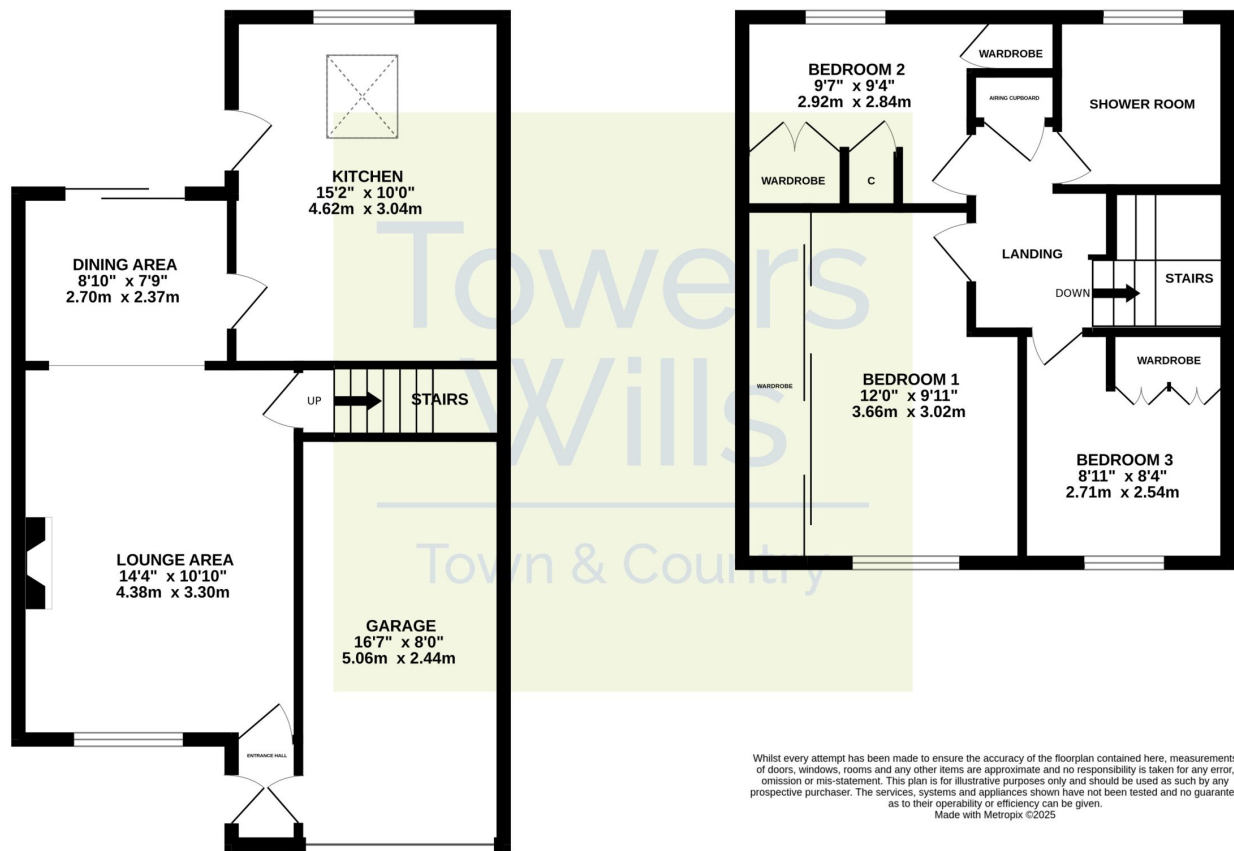 KITCHEN
15'2" x 10'0"
4.62m x 3.04m
DINING AREA
8'10" x 7'9"
2.70m x 2.37m
UP
STAIRS
LOUNGE AREA
14'4" x 10'10"
4.38m x 3.30m
GARAGE
16'7" x 8'0"
5.06m x 2.44m
ENTRANCE HALL
BEDROOM 2
9'7" x 9'4"
2.92m x 2.84m
WARDROBE
AIRING CUPBOARD
SHOWER ROOM
WARDROBE
C
LANDING
DOWN
STAIRS
WARDROBE
BEDROOM 1
12'0" x 9'11"
3.66m x 3.02m
WARDROBE
BEDROOM 3
8'11" x 8'4"
2.71m x 2.54m
Towers
Wills
Town & Country
Whilst every attempt has been made to ensure the accuracy of the floorplan contained here, measurements
of doors, windows, rooms and any other items are approximate and no responsibility is taken for any error,
omission or mis-statement. This plan is for illustrative purposes only and should be used as such by any
prospective purchaser. The services, systems and appliances shown have not been tested and no guarante
as to their operability or efficiency can be given.
Made with Metropix ©2025